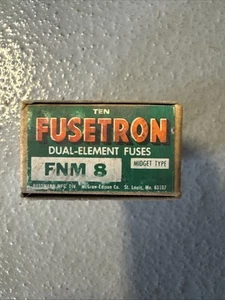 TEN
FUSETRON
DUAL-ELEMENT FUSES
FNM 8
MIDGET TYPE
BUSSMANN MFG. DIV. McGraw-Edison Co. St. Louis, Mo. 63107